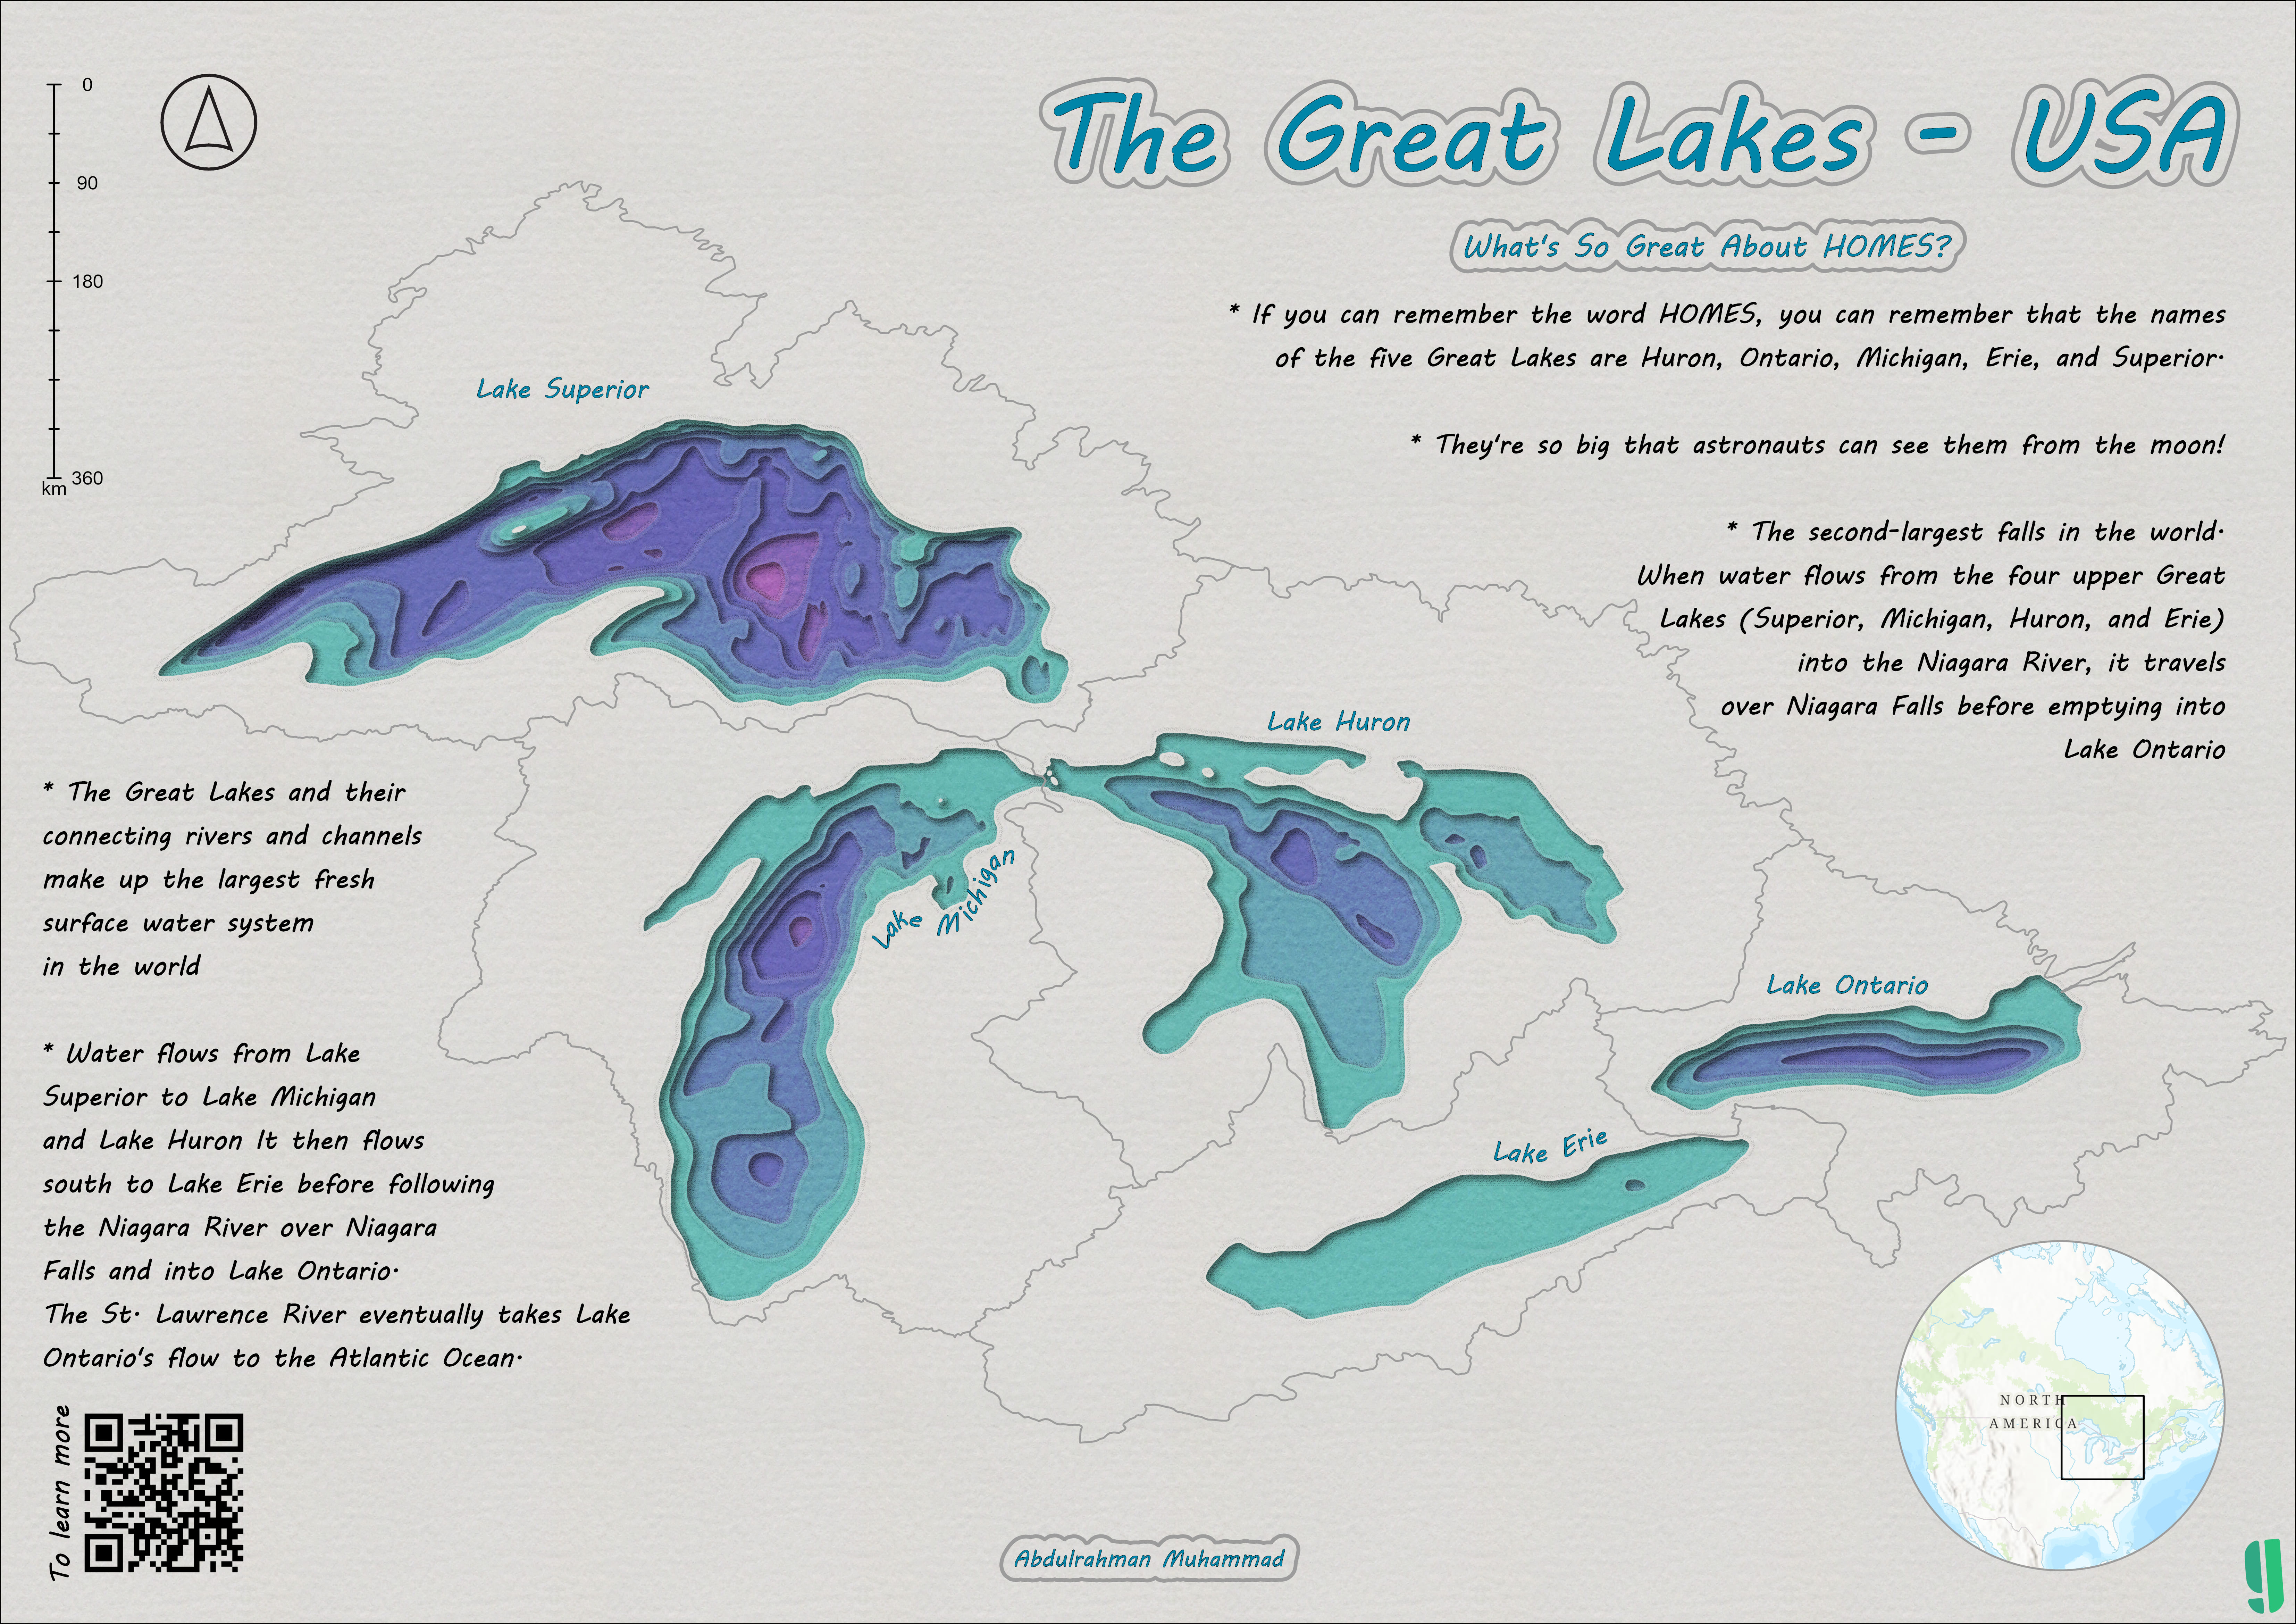 The Great Lakes - USA
What's So Great About HOMES?
* If you can remember the word HOMES, you can remember that the names
of the five Great Lakes are Huron, Ontario, Michigan, Erie, and Superior.
* They're so big that astronauts can see them from the moon!
* The second-largest falls in the world.
When water flows from the four upper Great
Lakes (Superior, Michigan, Huron, and Erie)
into the Niagara River, it travels
over Niagara Falls before emptying into
Lake Ontario
0
90
180
360
km
Lake Superior
Lake Huron
Lake Michigan
Lake Ontario
Lake Erie
* The Great Lakes and their
connecting rivers and channels
make up the largest fresh
surface water system
in the world
* Water flows from Lake
Superior to Lake Michigan
and Lake Huron It then flows
south to Lake Erie before following
the Niagara River over Niagara
Falls and into Lake Ontario.
The St. Lawrence River eventually takes Lake
Ontario's flow to the Atlantic Ocean.
To learn more
NORTH
AMERICA
Abdulrahman Muhammad
g